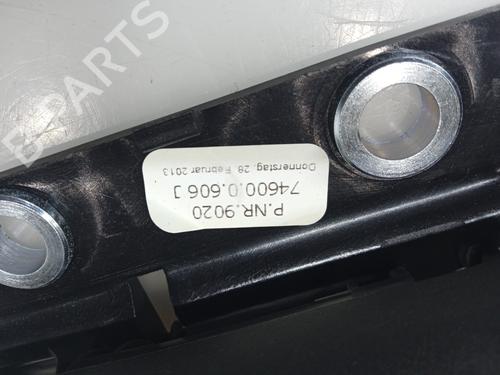 P.NR.9020
74600.0.606 J
Donnerstag, 28. Februar 2013
B-PARTS